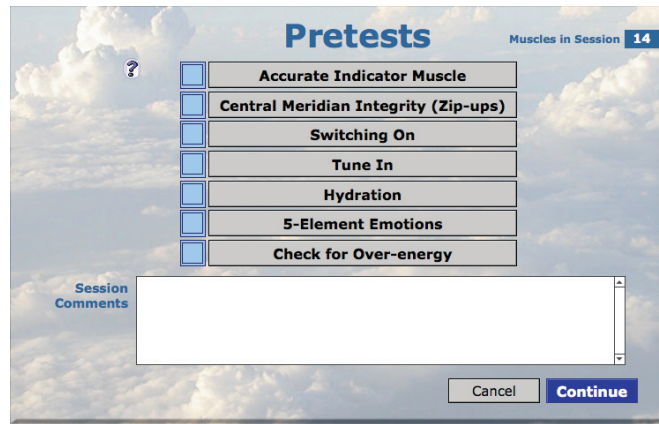 Pretests
Muscles in Session 14
?
Accurate Indicator Muscle
Central Meridian Integrity (Zip-ups)
Switching On
Tune In
Hydration
5-Element Emotions
Check for Over-energy
Session
Comments
Cancel
Continue